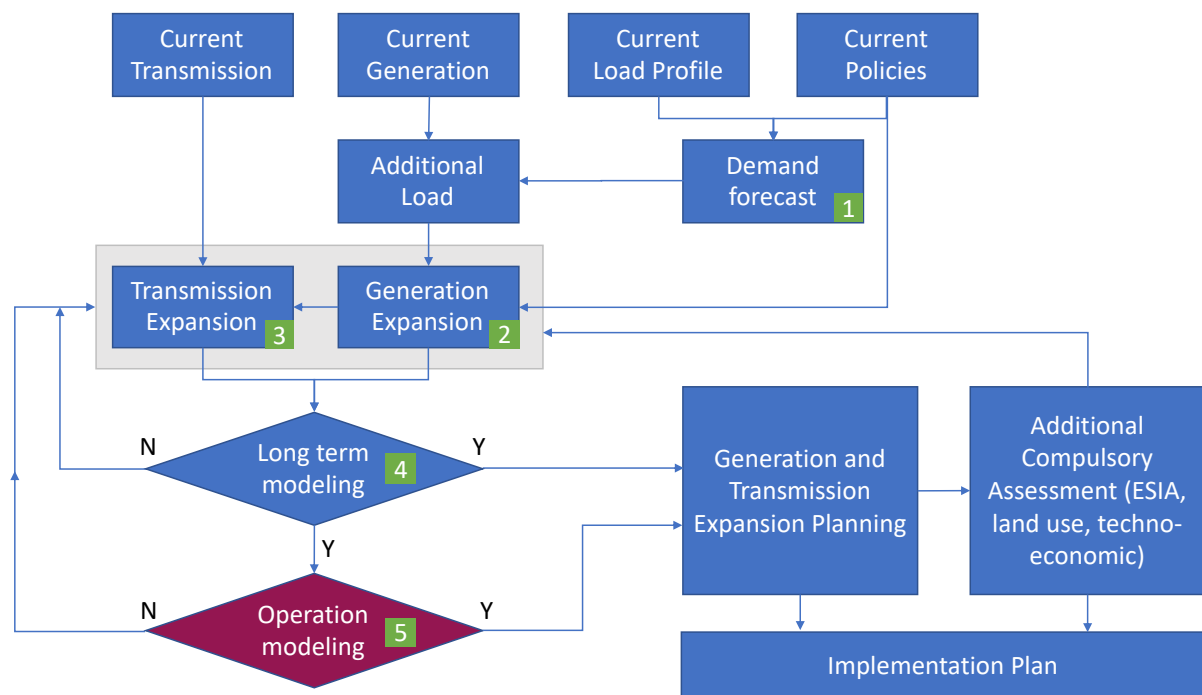 Current
Transmission
Current
Generation
Current
Load Profile
Current
Policies
Additional
Load
Demand
forecast
1
Transmission
Expansion
3
Generation
Expansion
2
N
Long term
modeling
4
Y
Y
N
Operation
modeling
5
Y
Generation and
Transmission
Expansion Planning
Additional
Compulsory
Assessment (ESIA,
land use, techno-
economic)
Implementation Plan